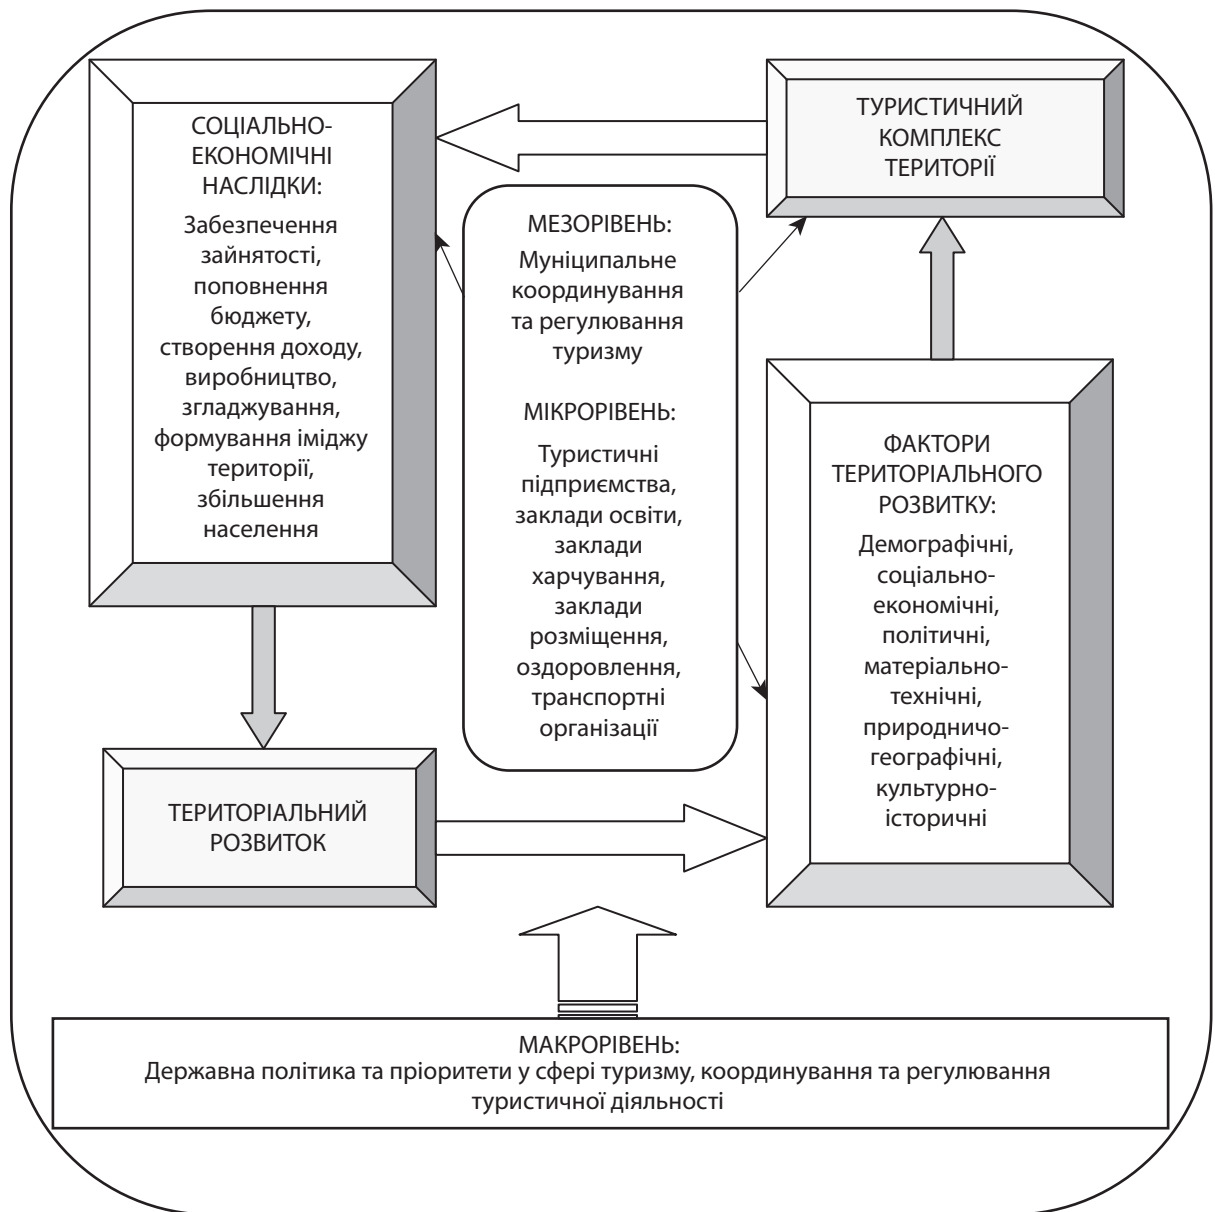 СОЦІАЛЬНО-
ЕКОНОМІЧНІ
НАСЛІДКИ:
Забезпечення
зайнятості,
поповнення
бюджету,
створення доходу,
виробництво,
згладжування,
формування іміджу
території,
збільшення
населення
ТУРИСТИЧНИЙ
КОМПЛЕКС
ТЕРИТОРІЇ
МЕЗОРІВЕНЬ:
Муніципальне
координування
та регулювання
туризму
МІКРОРІВЕНЬ:
Туристичні
підприємства,
заклади освіти,
заклади
харчування,
заклади
розміщення,
оздоровлення,
транспортні
організації
ФАКТОРИ
ТЕРИТОРІАЛЬНОГО
РОЗВИТКУ:
Демографічні,
соціально-
економічні,
політичні,
матеріально-
технічні,
природничо-
географічні,
культурно-
історичні
ТЕРИТОРІАЛЬНИЙ
РОЗВИТОК
МАКРОРІВЕНЬ:
Державна політика та пріоритети у сфері туризму, координування та регулювання
туристичної діяльності